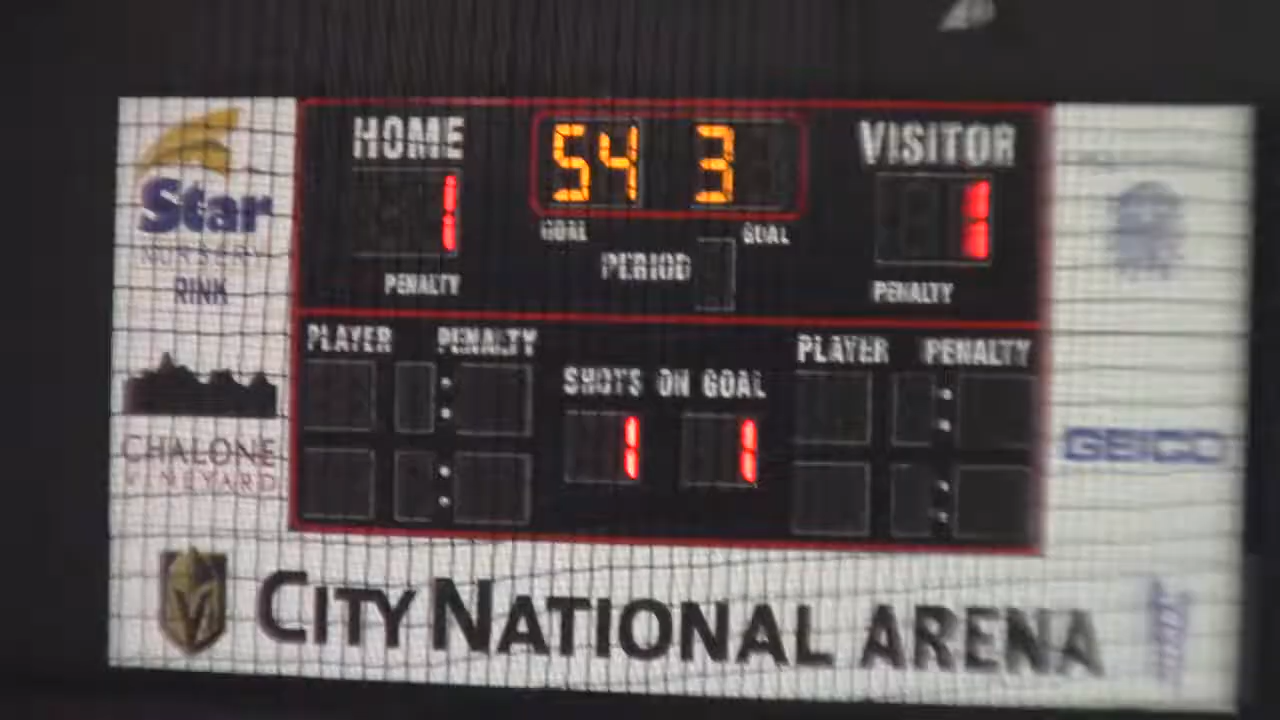 HOME 54 3 VISITOR
1 1
GOAL GOAL
PERIOD
PENALTY PENALTY
PLAYER PENALTY PLAYER PENALTY
SHOTS ON GOAL
1 1
Star
NURSERY
RINK
CHALONE
VINEYARD
GEICO
CITY NATIONAL ARENA